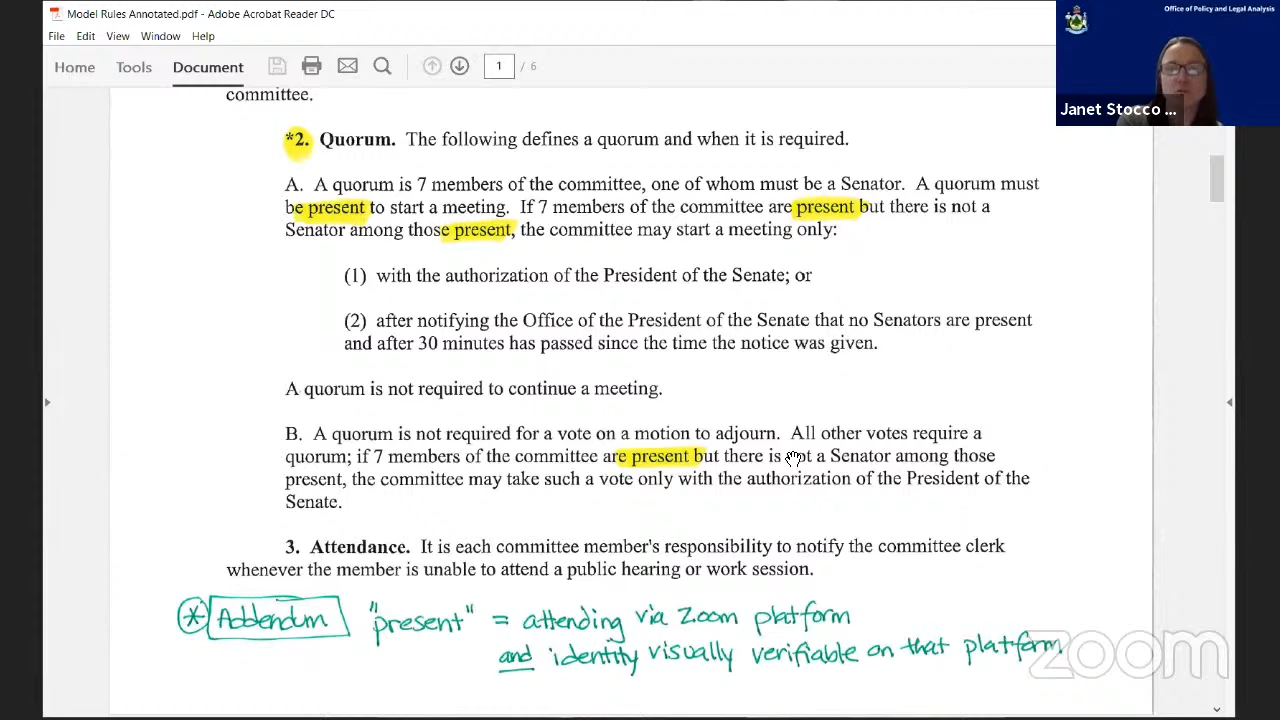 Model Rules Annotated.pdf - Adobe Acrobat Reader DC
Office of Policy and Legal Analysis
File Edit View Window Help
Home Tools Document 1 / 6
Janet Stocco ...
committee.
*2. Quorum. The following defines a quorum and when it is required.
A. A quorum is 7 members of the committee, one of whom must be a Senator. A quorum must
be present to start a meeting. If 7 members of the committee are present but there is not a
Senator among those present, the committee may start a meeting only:
(1) with the authorization of the President of the Senate; or
(2) after notifying the Office of the President of the Senate that no Senators are present
and after 30 minutes has passed since the time the notice was given.
A quorum is not required to continue a meeting.
B. A quorum is not required for a vote on a motion to adjourn. All other votes require a
quorum; if 7 members of the committee are present but there is not a Senator among those
present, the committee may take such a vote only with the authorization of the President of the
Senate.
3. Attendance. It is each committee member's responsibility to notify the committee clerk
whenever the member is unable to attend a public hearing or work session.
* Addendum "present" = attending via Zoom platform
and identity visually verifiable on that platform
zoom